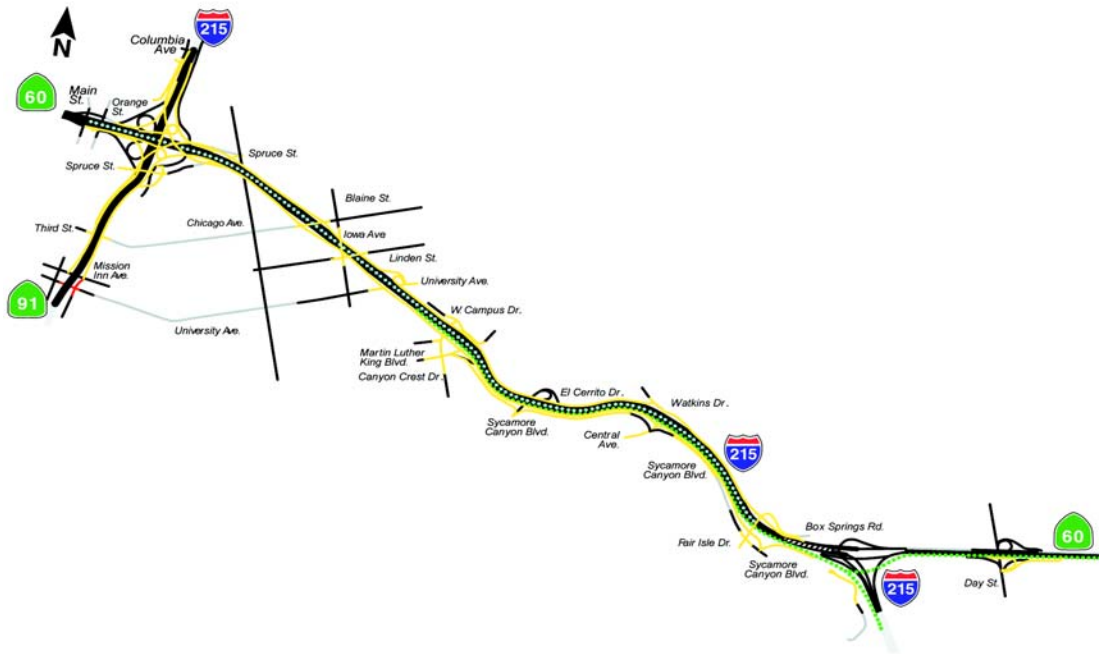 215
Columbia
Ave
N
60
Main
St.
Orange
St.
Spruce St.
Spruce St.
Blaine St.
Chicago Ave.
Iowa Ave
Third St.
Linden St.
Mission
Inn Ave.
University Ave.
91
University Ave.
W. Campus Dr.
Martin Luther
King Blvd.
Canyon Crest Dr.
El Cerrito Dr.
Watkins Dr.
Sycamore
Canyon Blvd.
Central
Ave.
215
Sycamore
Canyon Blvd.
Box Springs Rd.
60
Fair Isle Dr.
Sycamore
Canyon Blvd.
Day St.
215